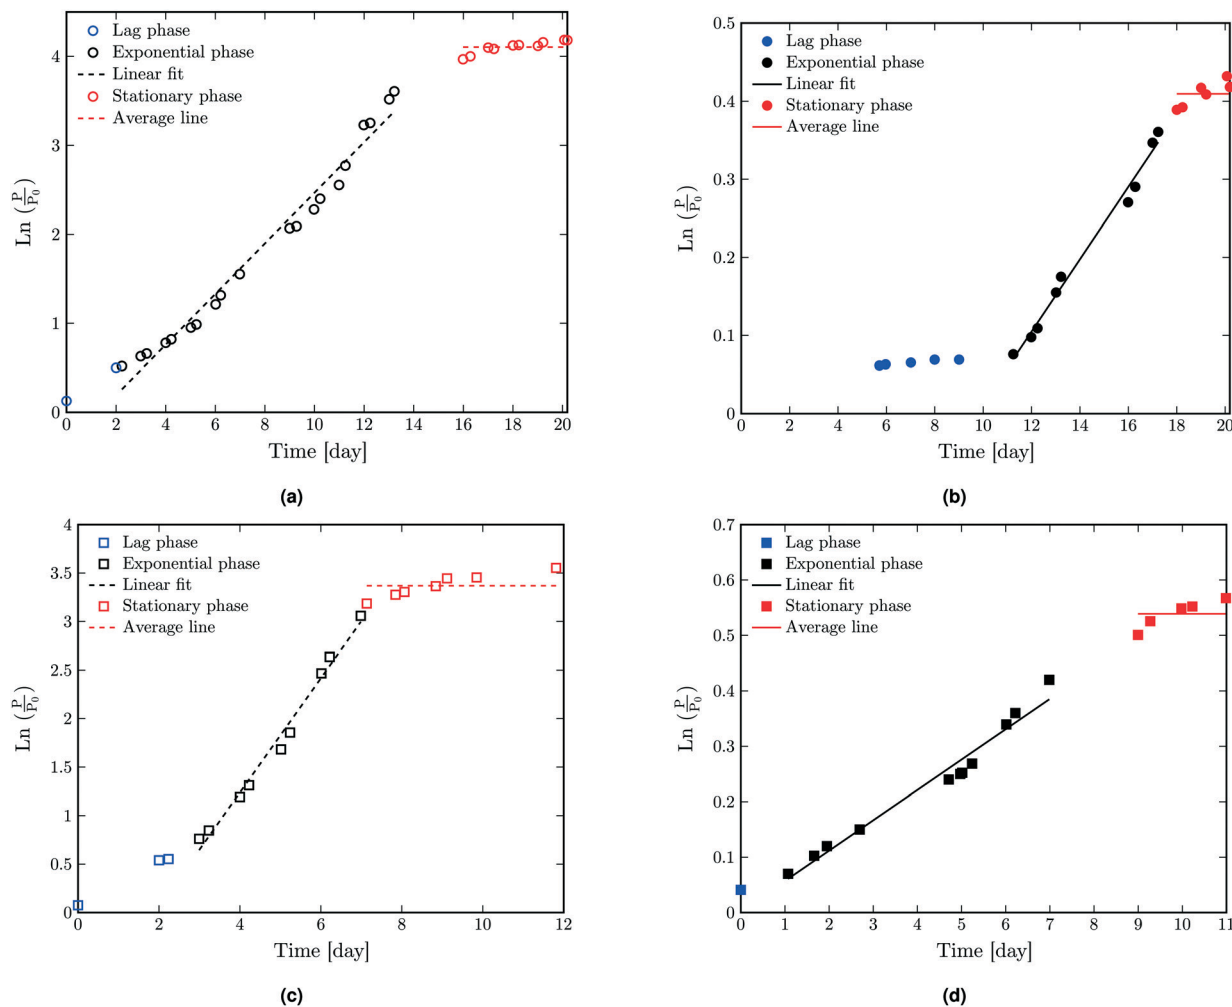 Lag phase
Exponential phase
Linear fit
Stationary phase
Average line
Ln (P/P₀)
0
1
2
3
4
0 2 4 6 8 10 12 14 16 18 20
Time [day]
(a)
Lag phase
Exponential phase
Linear fit
Stationary phase
Average line
Ln (P/P₀)
0
0.1
0.2
0.3
0.4
0.5
0 2 4 6 8 10 12 14 16 18 20
Time [day]
(b)
Lag phase
Exponential phase
Linear fit
Stationary phase
Average line
Ln (P/P₀)
0
0.5
1
1.5
2
2.5
3
3.5
4
0 2 4 6 8 10 12
Time [day]
(c)
Lag phase
Exponential phase
Linear fit
Stationary phase
Average line
Ln (P/P₀)
0
0.1
0.2
0.3
0.4
0.5
0.6
0.7
0 1 2 3 4 5 6 7 8 9 10 11
Time [day]
(d)